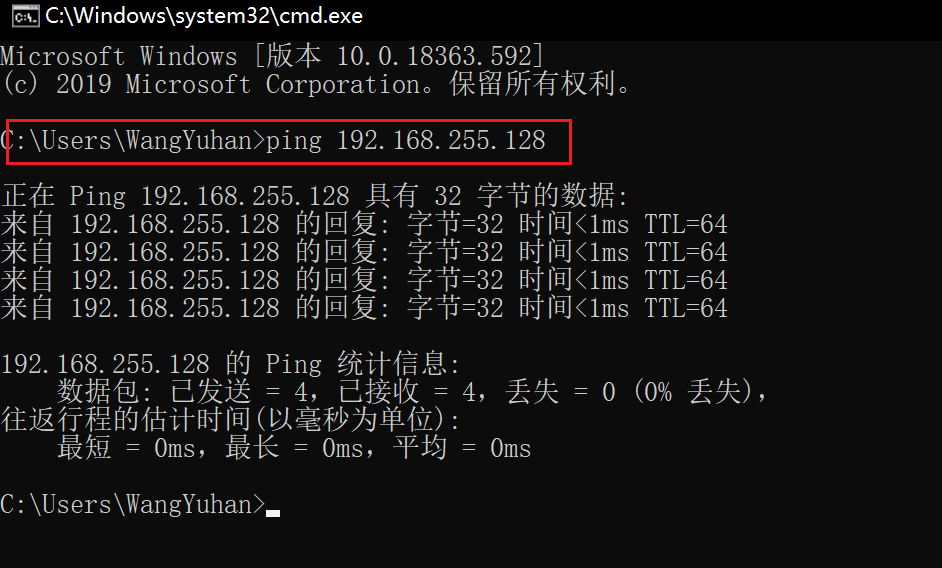 C:\Windows\system32\cmd.exe
Microsoft Windows [版本 10.0.18363.592]
(c) 2019 Microsoft Corporation。保留所有权利。
C:\Users\WangYuhan>ping 192.168.255.128
正在 Ping 192.168.255.128 具有 32 字节的数据:
来自 192.168.255.128 的回复: 字节=32 时间<1ms TTL=64
来自 192.168.255.128 的回复: 字节=32 时间<1ms TTL=64
来自 192.168.255.128 的回复: 字节=32 时间<1ms TTL=64
来自 192.168.255.128 的回复: 字节=32 时间<1ms TTL=64
192.168.255.128 的 Ping 统计信息:
数据包: 已发送 = 4，已接收 = 4，丢失 = 0 (0% 丢失)，
往返行程的估计时间(以毫秒为单位):
最短 = 0ms，最长 = 0ms，平均 = 0ms
C:\Users\WangYuhan>